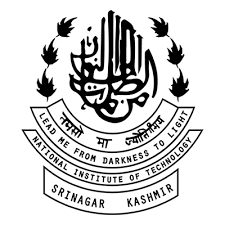 तमसो मा ज्योतिर्गमय
LEAD ME FROM DARKNESS TO LIGHT
NATIONAL INSTITUTE OF TECHNOLOGY
SRINAGAR KASHMIR